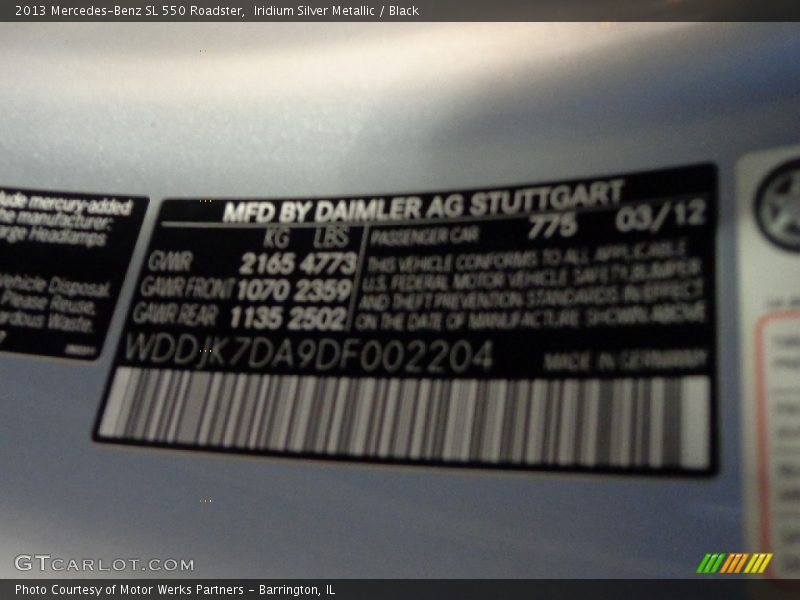 2013 Mercedes-Benz SL 550 Roadster,  Iridium Silver Metallic / Black
lude mercury-added
he manufacturer:
arge Headlamps
Vehicle Disposal.
Please Reuse,
ardous Waste.
MFD BY DAIMLER AG STUTTGART
KG LBS
PASSENGER CAR 775 03/12
GWR 2165 4773
GAWR FRONT 1070 2359
GAWR REAR 1135 2502
THIS VEHICLE CONFORMS TO ALL APPLICABLE
U.S. FEDERAL MOTOR VEHICLE SAFETY, BUMPER
AND THEFT PREVENTION STANDARDS IN EFFECT
ON THE DATE OF MANUFACTURE SHOWN ABOVE
WDDJK7DA9DF002204 MADE IN GERMANY
GTCARLOT.COM
Photo Courtesy of Motor Werks Partners - Barrington, IL